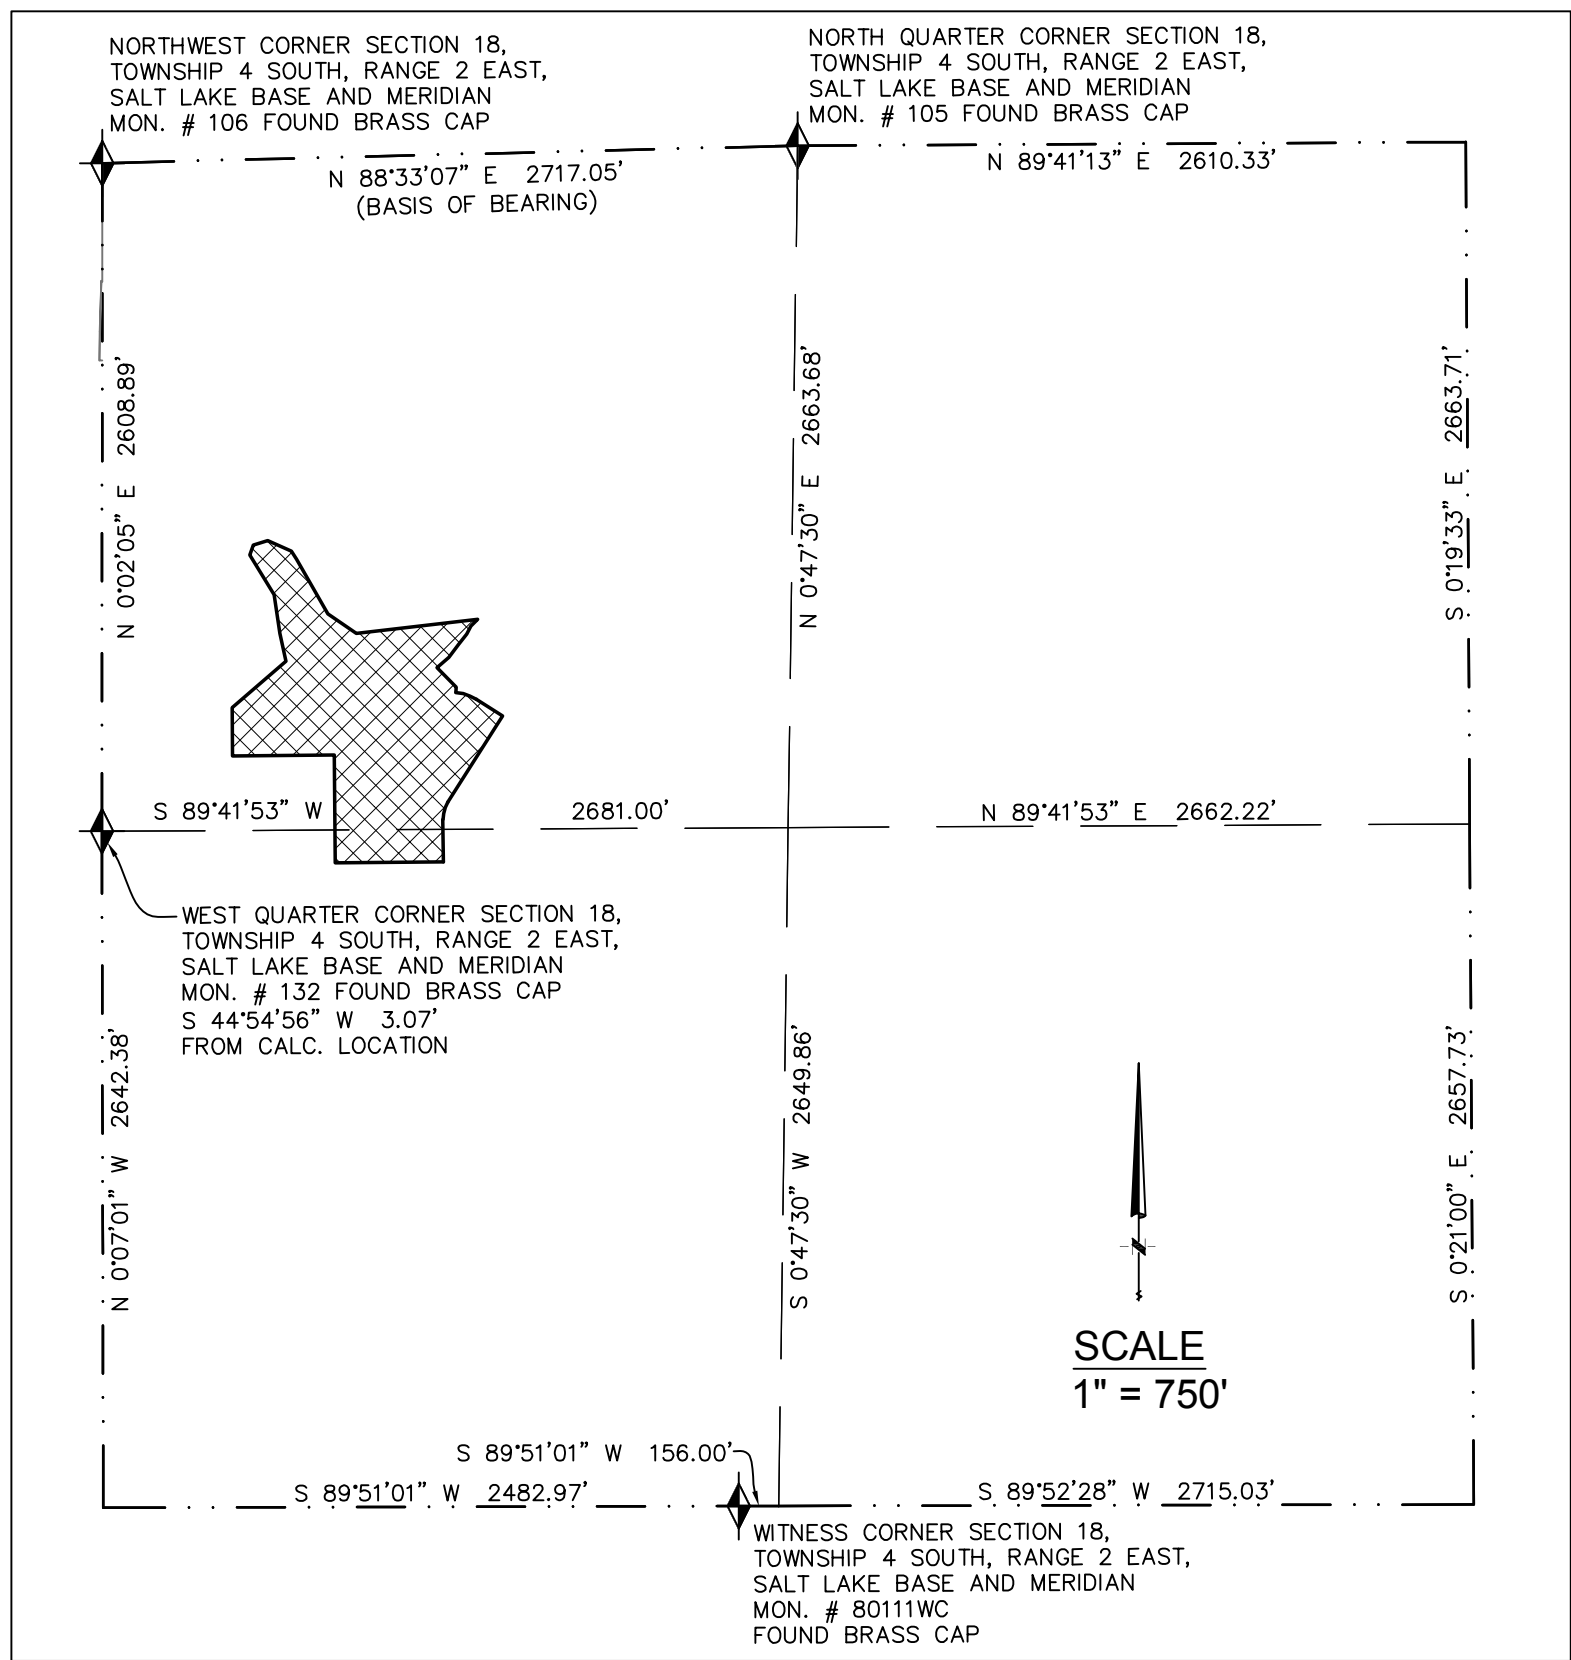 NORTHWEST CORNER SECTION 18,
TOWNSHIP 4 SOUTH, RANGE 2 EAST,
SALT LAKE BASE AND MERIDIAN
MON. # 106 FOUND BRASS CAP
NORTH QUARTER CORNER SECTION 18,
TOWNSHIP 4 SOUTH, RANGE 2 EAST,
SALT LAKE BASE AND MERIDIAN
MON. # 105 FOUND BRASS CAP
N 88°33'07" E 2717.05'
(BASIS OF BEARING)
N 89°41'13" E 2610.33'
N 0°02'05" E 2608.89'
N 0°47'30" E 2663.68'
S 0°19'33" E 2663.71'
S 89°41'53" W 2681.00'
N 89°41'53" E 2662.22'
WEST QUARTER CORNER SECTION 18,
TOWNSHIP 4 SOUTH, RANGE 2 EAST,
SALT LAKE BASE AND MERIDIAN
MON. # 132 FOUND BRASS CAP
S 44°54'56" W 3.07'
FROM CALC. LOCATION
N 0°07'01" W 2642.38'
S 0°47'30" W 2649.86'
S 0°21'00" E 2657.73'
SCALE
1" = 750'
S 89°51'01" W 156.00'
S 89°51'01" W 2482.97'
S 89°52'28" W 2715.03'
WITNESS CORNER SECTION 18,
TOWNSHIP 4 SOUTH, RANGE 2 EAST,
SALT LAKE BASE AND MERIDIAN
MON. # 80111WC
FOUND BRASS CAP